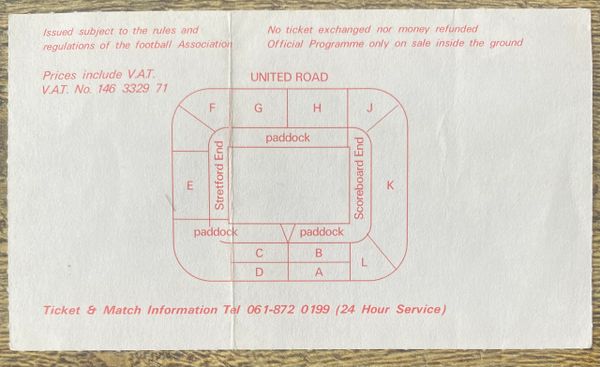 Issued subject to the rules and
regulations of the football Association
No ticket exchanged nor money refunded
Official Programme only on sale inside the ground
Prices include V.A.T.
V.A.T. No. 146 3329 71
UNITED ROAD
F G H J
paddock
Stretford End
Scoreboard End
E
K
paddock
paddock
C B
D A
L
Ticket & Match Information Tel 061-872 0199 (24 Hour Service)